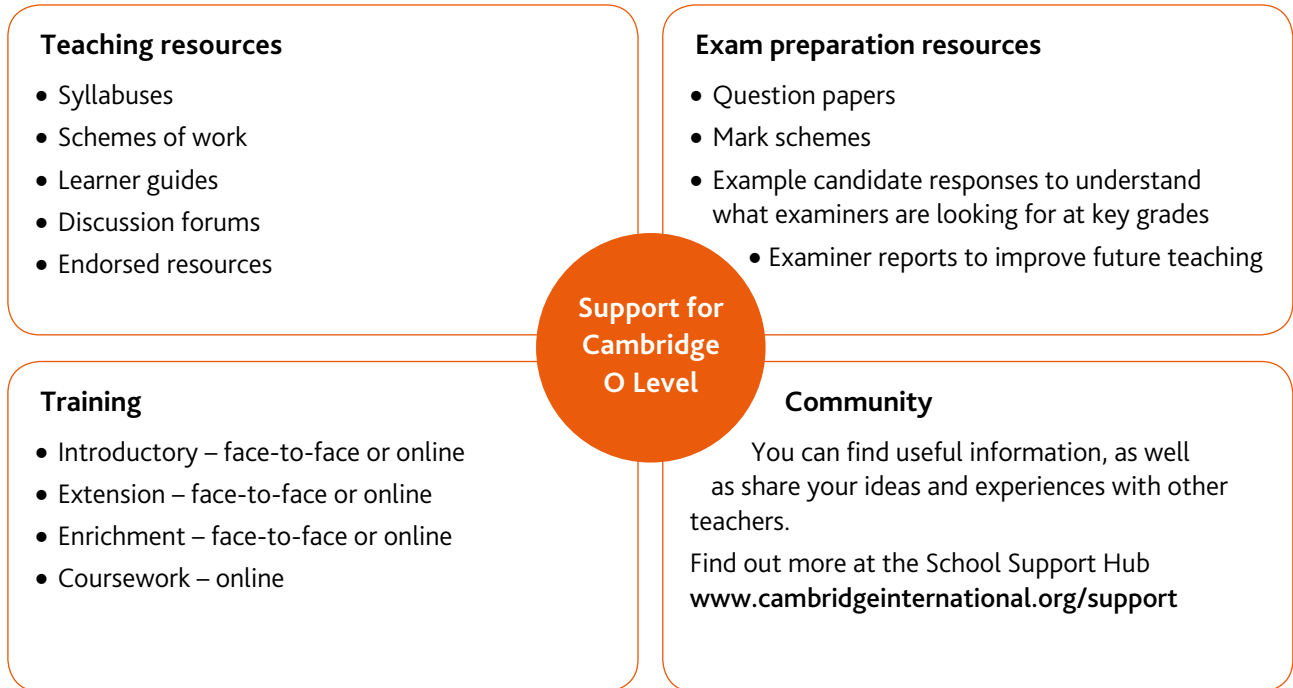 Teaching resources
• Syllabuses
• Schemes of work
• Learner guides
• Discussion forums
• Endorsed resources
Exam preparation resources
• Question papers
• Mark schemes
• Example candidate responses to understand
what examiners are looking for at key grades
• Examiner reports to improve future teaching
Support for
Cambridge
O Level
Training
• Introductory – face-to-face or online
• Extension – face-to-face or online
• Enrichment – face-to-face or online
• Coursework – online
Community
You can find useful information, as well
as share your ideas and experiences with other
teachers.
Find out more at the School Support Hub
www.cambridgeinternational.org/support